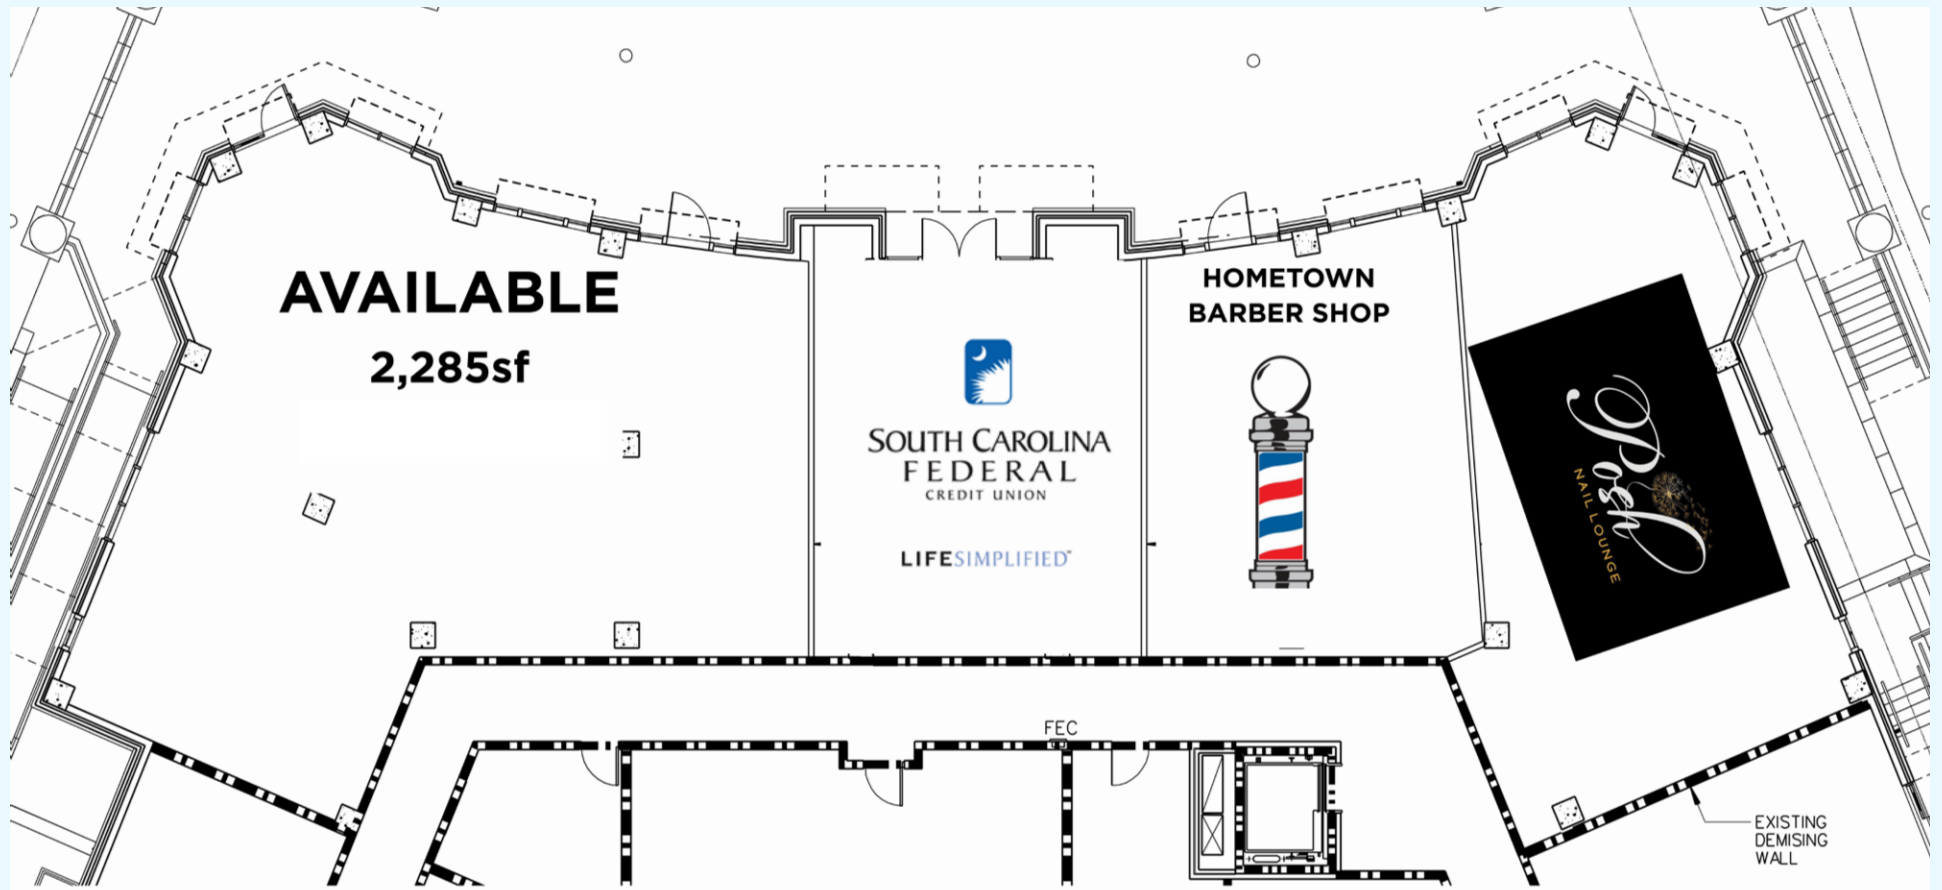 AVAILABLE
2,285sf
SOUTH CAROLINA
FEDERAL
CREDIT UNION
LIFESIMPLIFIED
HOMETOWN
BARBER SHOP
Posh
NAIL LOUNGE
FEC
EXISTING
DEMISING
WALL